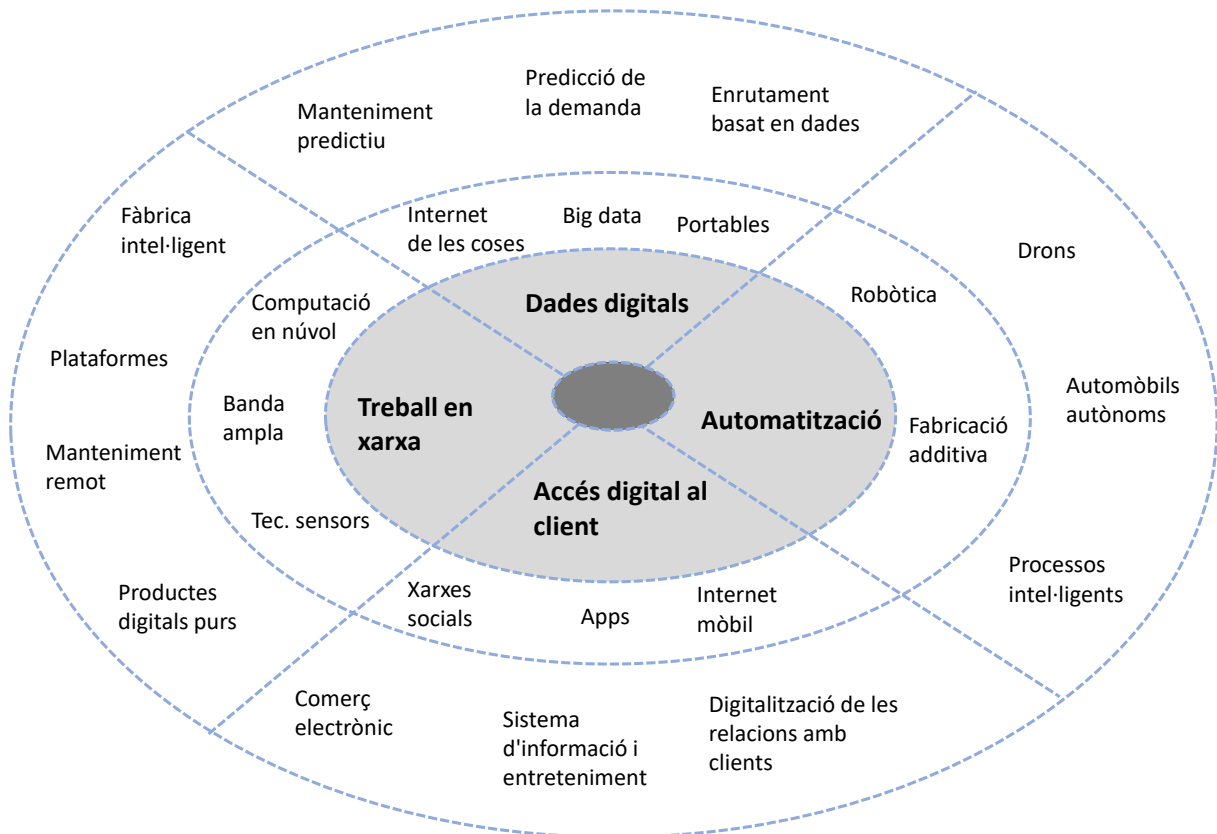 Predicció de
la demanda
Manteniment
predictiu
Enrutament
basat en dades
Fàbrica
intel·ligent
Internet
de les coses
Big data
Portables
Drons
Computació
en núvol
Dades digitals
Robòtica
Plataformes
Banda
ampla
Treball en
xarxa
Automatització
Fabricació
additiva
Automòbils
autònoms
Manteniment
remot
Accés digital al
client
Tec. sensors
Productes
digitals purs
Xarxes
socials
Apps
Internet
mòbil
Processos
intel·ligents
Comerç
electrònic
Sistema
d'informació i
entreteniment
Digitalització de les
relacions amb
clients